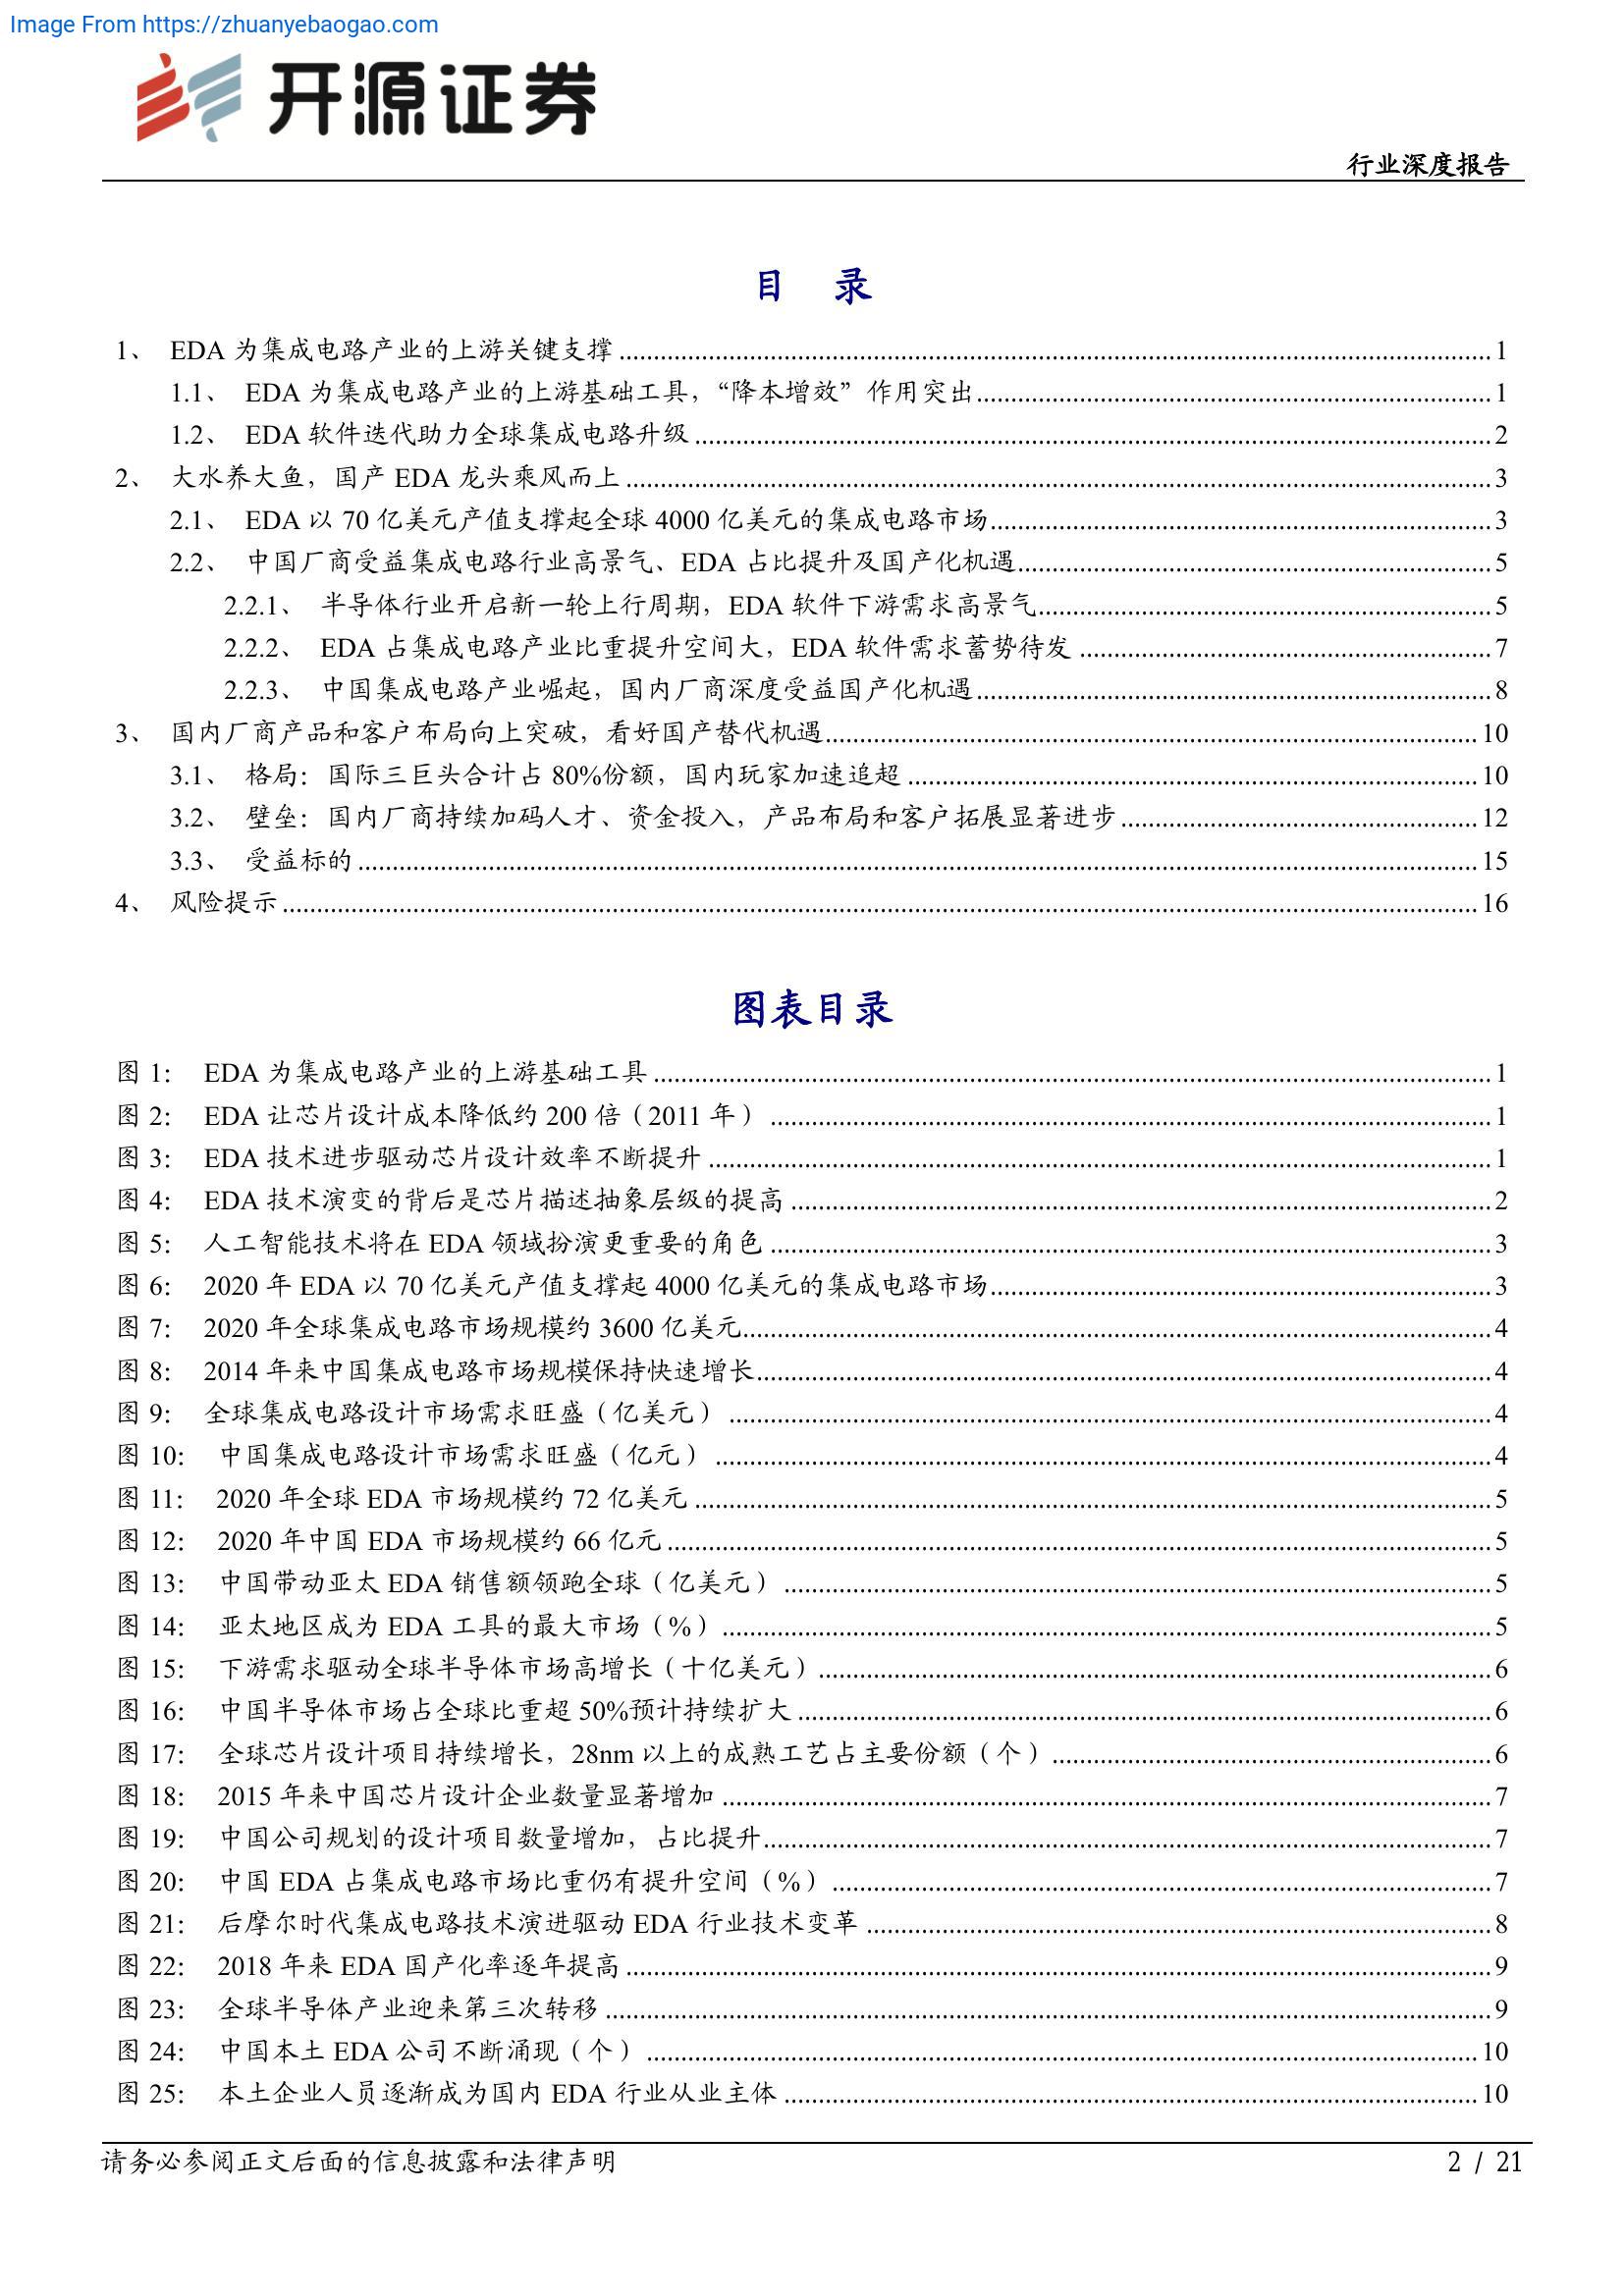 Image From https://zhuanyebaogao.com
开源证券
行业深度报告
目 录
1、 EDA 为集成电路产业的上游关键支撑 ........ 1
1.1、 EDA 为集成电路产业的上游基础工具，“降本增效”作用突出 ........ 1
1.2、 EDA 软件迭代助力全球集成电路升级 ........ 2
2、 大水养大鱼，国产 EDA 龙头乘风而上 ........ 3
2.1、 EDA 以 70 亿美元产值支撑起全球 4000 亿美元的集成电路市场 ........ 3
2.2、 中国厂商受益集成电路行业高景气、EDA 占比提升及国产化机遇 ........ 5
2.2.1、 半导体行业开启新一轮上行周期，EDA 软件下游需求高景气 ........ 5
2.2.2、 EDA 占集成电路产业比重提升空间大，EDA 软件需求蓄势待发 ........ 7
2.2.3、 中国集成电路产业崛起，国内厂商深度受益国产化机遇 ........ 8
3、 国内厂商产品和客户布局向上突破，看好国产替代机遇 ........ 10
3.1、 格局：国际三巨头合计占 80%份额，国内玩家加速追超 ........ 10
3.2、 壁垒：国内厂商持续加码人才、资金投入，产品布局和客户拓展显著进步 ........ 12
3.3、 受益标的 ........ 15
4、 风险提示 ........ 16
图表目录
图 1： EDA 为集成电路产业的上游基础工具 ........ 1
图 2： EDA 让芯片设计成本降低约 200 倍（2011 年） ........ 1
图 3： EDA 技术进步驱动芯片设计效率不断提升 ........ 1
图 4： EDA 技术演变的背后是芯片描述抽象层级的提高 ........ 2
图 5： 人工智能技术将在 EDA 领域扮演更重要的角色 ........ 3
图 6： 2020 年 EDA 以 70 亿美元产值支撑起 4000 亿美元的集成电路市场 ........ 3
图 7： 2020 年全球集成电路市场规模约 3600 亿美元 ........ 4
图 8： 2014 年来中国集成电路市场规模保持快速增长 ........ 4
图 9： 全球集成电路设计市场需求旺盛（亿美元） ........ 4
图 10： 中国集成电路设计市场需求旺盛（亿元） ........ 4
图 11： 2020 年全球 EDA 市场规模约 72 亿美元 ........ 5
图 12： 2020 年中国 EDA 市场规模约 66 亿元 ........ 5
图 13： 中国带动亚太 EDA 销售额领跑全球（亿美元） ........ 5
图 14： 亚太地区成为 EDA 工具的最大市场（%） ........ 5
图 15： 下游需求驱动全球半导体市场高增长（十亿美元） ........ 6
图 16： 中国半导体市场占全球比重超 50%预计持续扩大 ........ 6
图 17： 全球芯片设计项目持续增长，28nm 以上的成熟工艺占主要份额（个） ........ 6
图 18： 2015 年来中国芯片设计企业数量显著增加 ........ 7
图 19： 中国公司规划的设计项目数量增加，占比提升 ........ 7
图 20： 中国 EDA 占集成电路市场比重仍有提升空间（%） ........ 7
图 21： 后摩尔时代集成电路技术演进驱动 EDA 行业技术变革 ........ 8
图 22： 2018 年来 EDA 国产化率逐年提高 ........ 9
图 23： 全球半导体产业迎来第三次转移 ........ 9
图 24： 中国本土 EDA 公司不断涌现（个） ........ 10
图 25： 本土企业人员逐渐成为国内 EDA 行业从业主体 ........ 10
请务必参阅正文后面的信息披露和法律声明 2 / 21